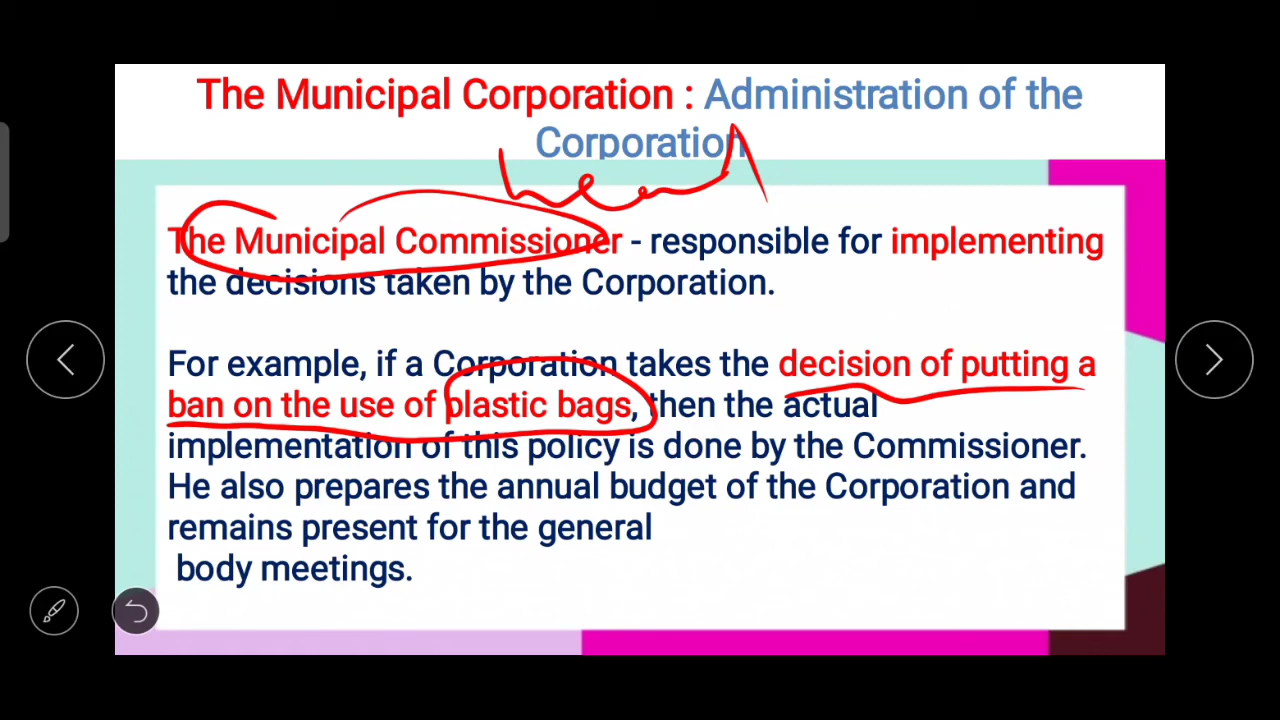 The Municipal Corporation : Administration of the
Corporation
head
The Municipal Commissioner - responsible for implementing
the decisions taken by the Corporation.
For example, if a Corporation takes the decision of putting a
ban on the use of plastic bags, then the actual
implementation of this policy is done by the Commissioner.
He also prepares the annual budget of the Corporation and
remains present for the general
body meetings.